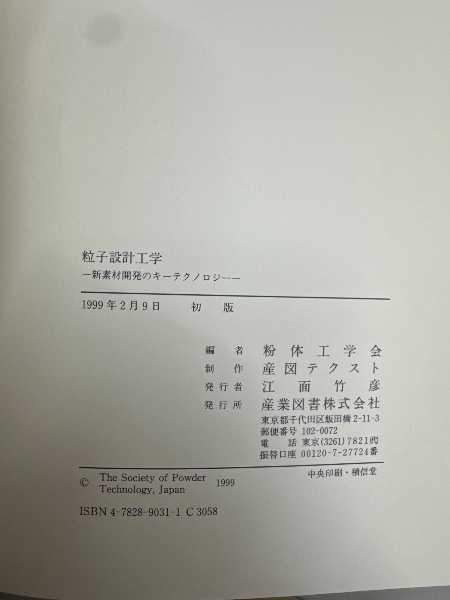 粒子設計工学
—新素材開発のキーテクノロジー—
1999年2月9日 初版
編者 粉体工学会
制作 産図テクスト
発行者 江面竹彦
発行所 産業図書株式会社
東京都千代田区飯田橋2-11-3
郵便番号 102-0072
電話 東京(3261)7821代
振替口座 00120-7-27724番
© The Society of Powder Technology, Japan 1999
中央印刷・積信堂
ISBN 4-7828-9031-1 C 3058